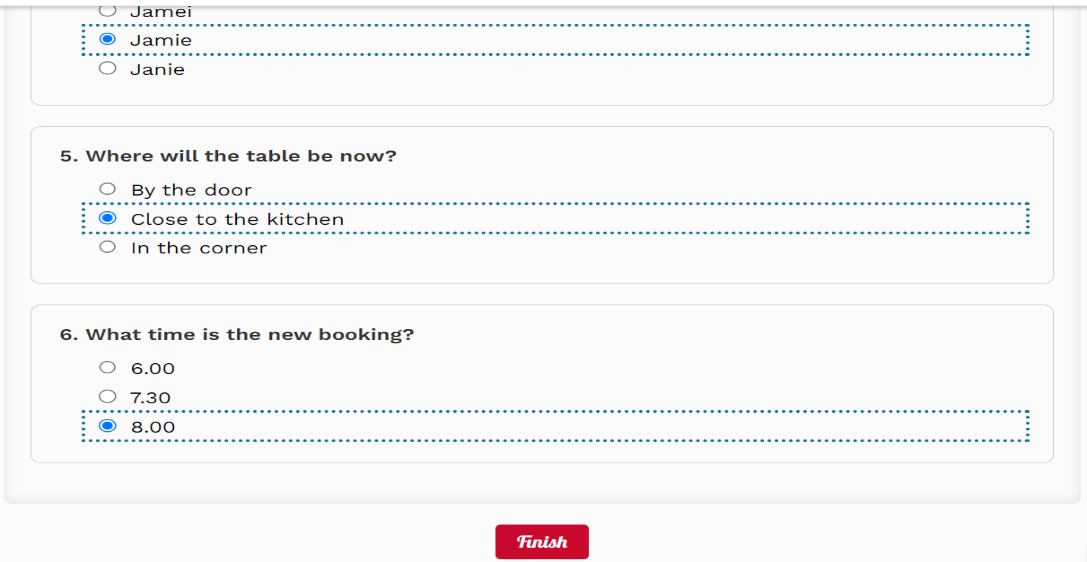 Jamei
Jamie
Janie
5. Where will the table be now?
By the door
Close to the kitchen
In the corner
6. What time is the new booking?
6.00
7.30
8.00
Finish